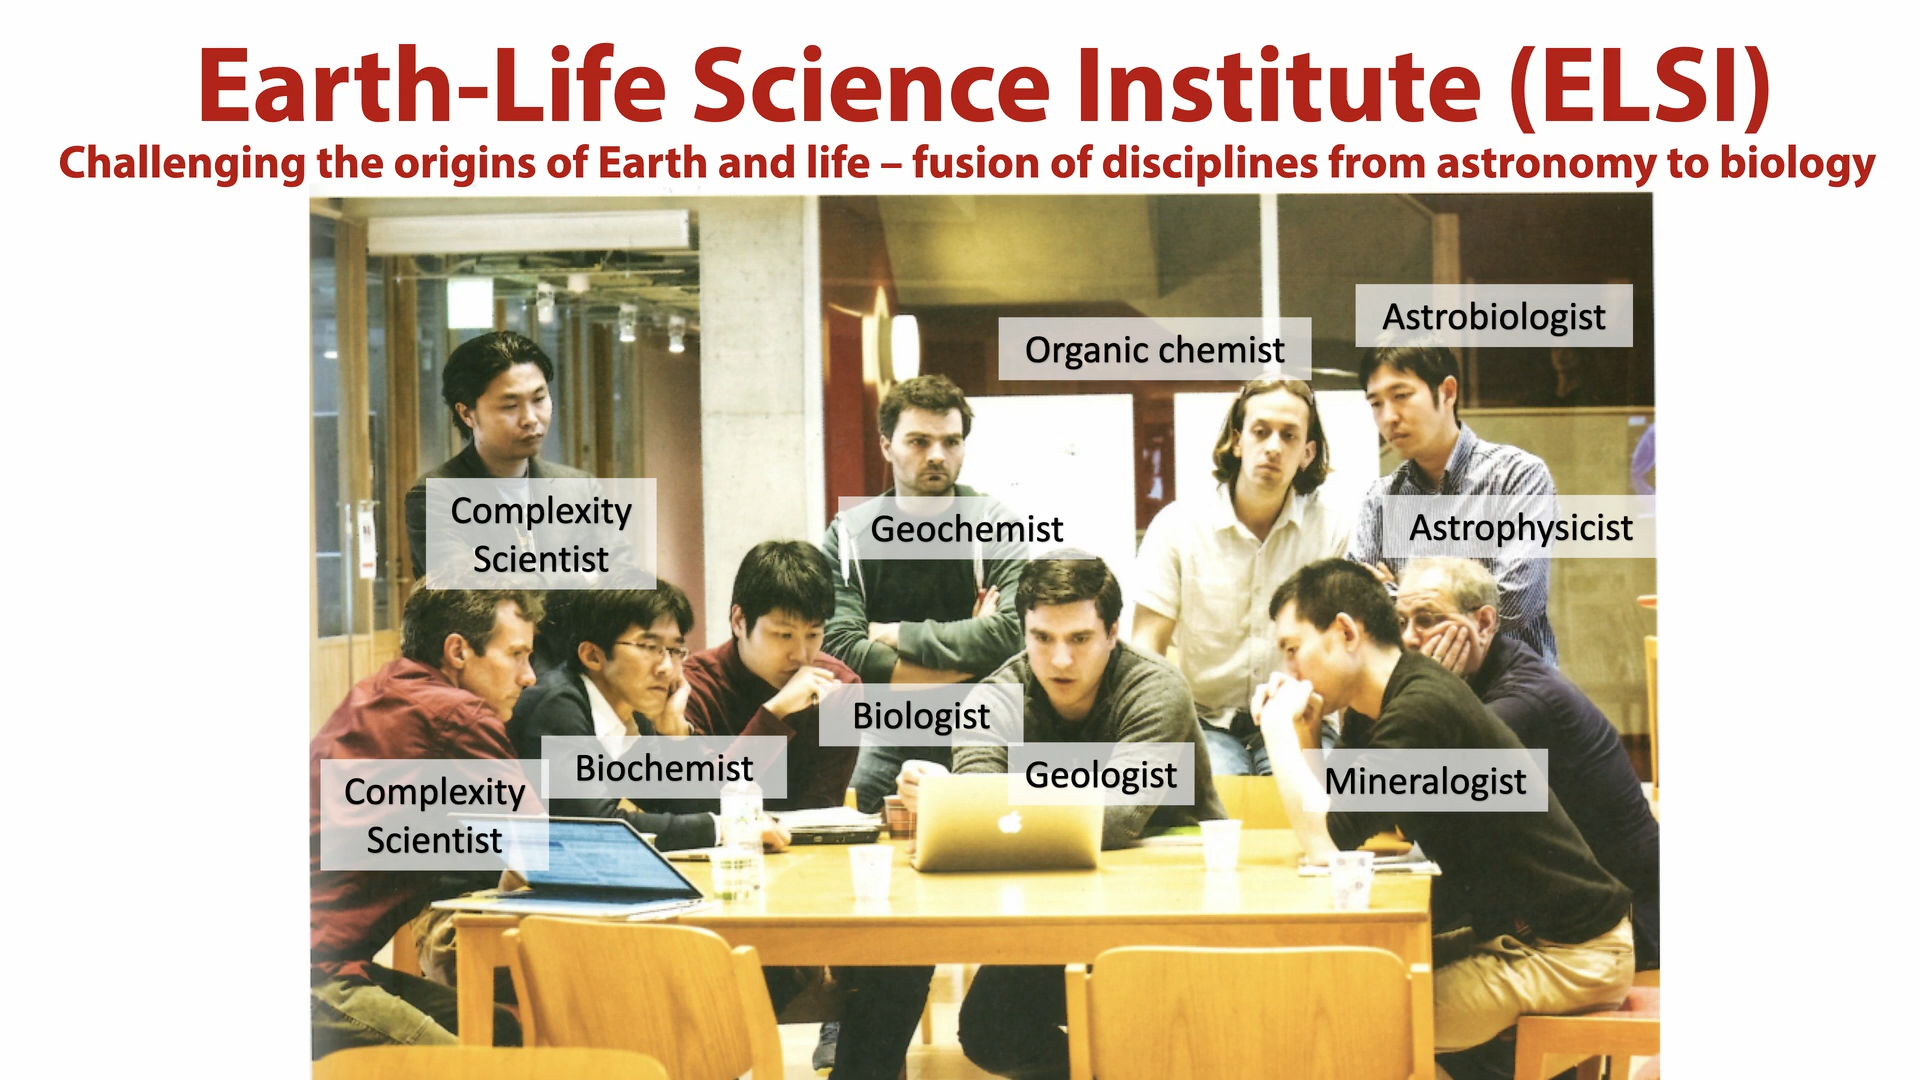 Earth-Life Science Institute (ELSI)
Challenging the origins of Earth and life – fusion of disciplines from astronomy to biology
Astrobiologist
Organic chemist
Complexity
Scientist
Geochemist
Astrophysicist
Biologist
Biochemist
Geologist
Mineralogist
Complexity
Scientist